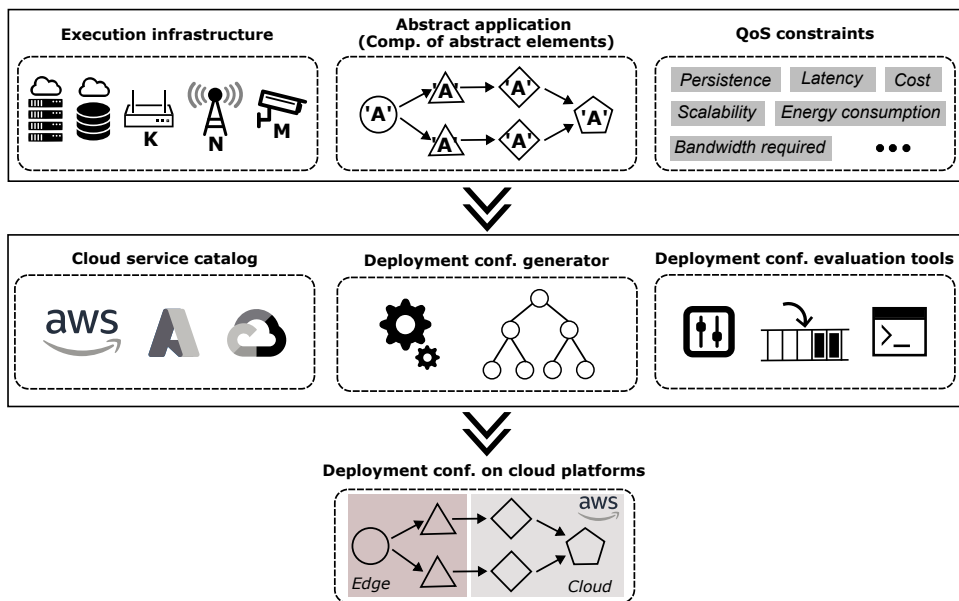 Execution infrastructure
Abstract application
(Comp. of abstract elements)
QoS constraints
K
N
M
'A'
'A'
'A'
'A'
'A'
'A'
Persistence
Latency
Cost
Scalability
Energy consumption
Bandwidth required
Cloud service catalog
Deployment conf. generator
Deployment conf. evaluation tools
aws
>_
Deployment conf. on cloud platforms
aws
Edge
Cloud